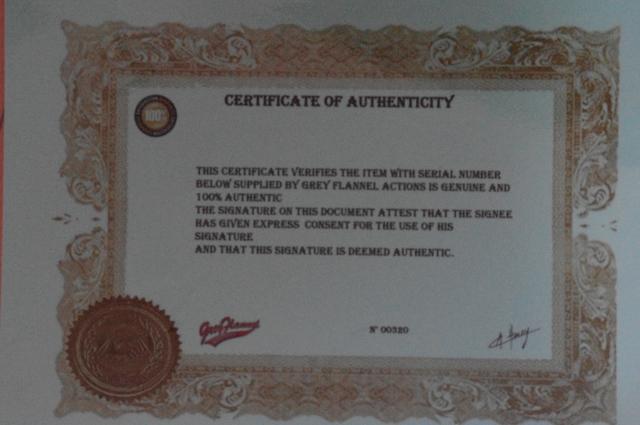 CERTIFICATE OF AUTHENTICITY
100%
THIS CERTIFICATE VERIFIES THE ITEM WITH SERIAL NUMBER
BELOW SUPPLIED BY GREY FLANNEL ACTIONS IS GENUINE AND
100% AUTHENTIC
THE SIGNATURE ON THIS DOCUMENT ATTEST THAT THE SIGNEE
HAS GIVEN EXPRESS CONSENT FOR THE USE OF HIS
SIGNATURE
AND THAT THIS SIGNATURE IS DEEMED AUTHENTIC.
Grey Flannel
N° 00320